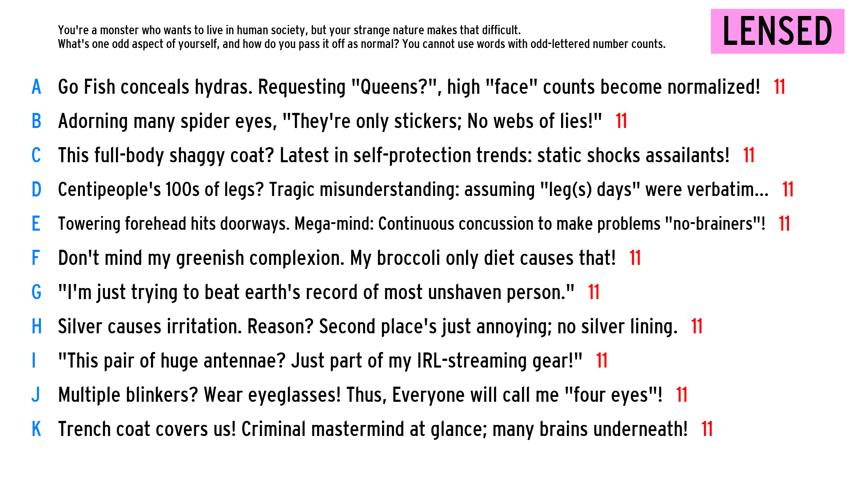 You're a monster who wants to live in human society, but your strange nature makes that difficult.
What's one odd aspect of yourself, and how do you pass it off as normal? You cannot use words with odd-lettered number counts.
LENSED
A Go Fish conceals hydras. Requesting "Queens?", high "face" counts become normalized! 11
B Adorning many spider eyes, "They're only stickers; No webs of lies!" 11
C This full-body shaggy coat? Latest in self-protection trends: static shocks assailants! 11
D Centipeople's 100s of legs? Tragic misunderstanding: assuming "leg(s) days" were verbatim... 11
E Towering forehead hits doorways. Mega-mind: Continuous concussion to make problems "no-brainers"! 11
F Don't mind my greenish complexion. My broccoli only diet causes that! 11
G "I'm just trying to beat earth's record of most unshaven person." 11
H Silver causes irritation. Reason? Second place's just annoying; no silver lining. 11
I "This pair of huge antennae? Just part of my IRL-streaming gear!" 11
J Multiple blinkers? Wear eyeglasses! Thus, Everyone will call me "four eyes"! 11
K Trench coat covers us! Criminal mastermind at glance; many brains underneath! 11